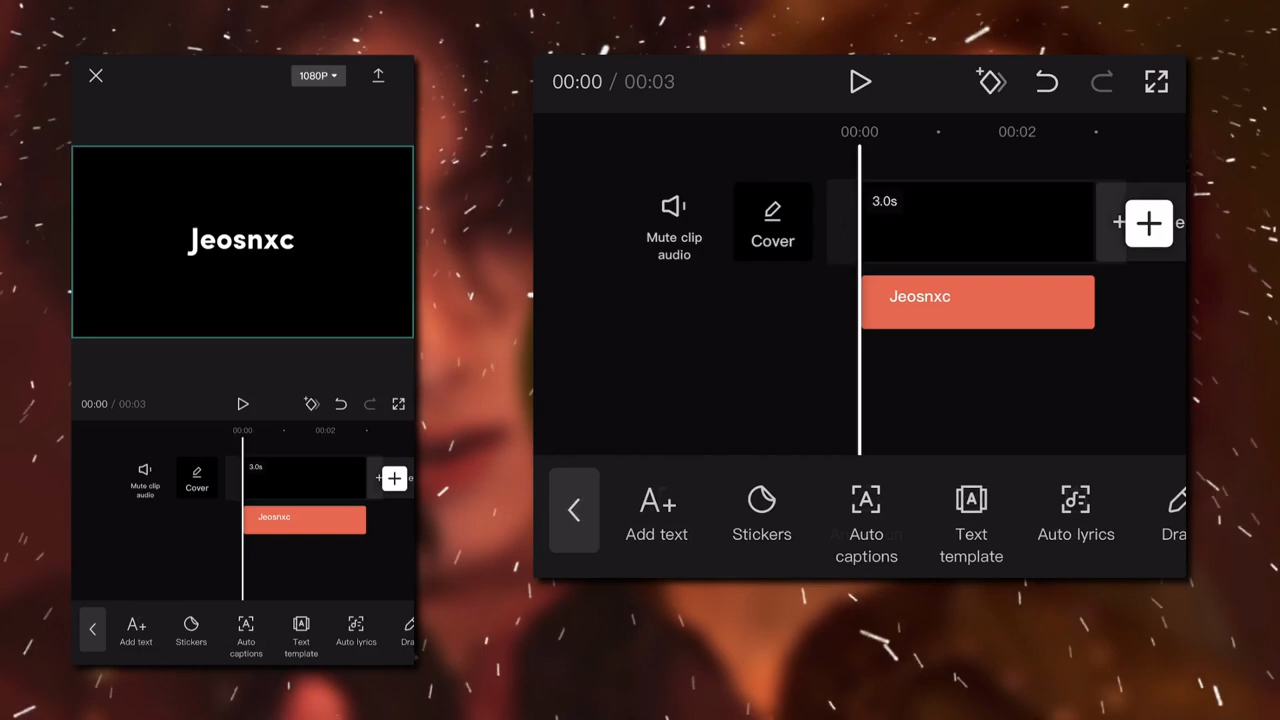 1080P
Jeosnxc
00:00 / 00:03
00:00
00:02
3.0s
Mute clip
audio
Cover
Jeosnxc
Add text
Stickers
Auto
captions
Text
template
Auto lyrics
Dra
00:00 / 00:03
00:00
00:02
3.0s
Mute clip
audio
Cover
e
Jeosnxc
Add text
Stickers
Auto
captions
Text
template
Auto lyrics
Dra